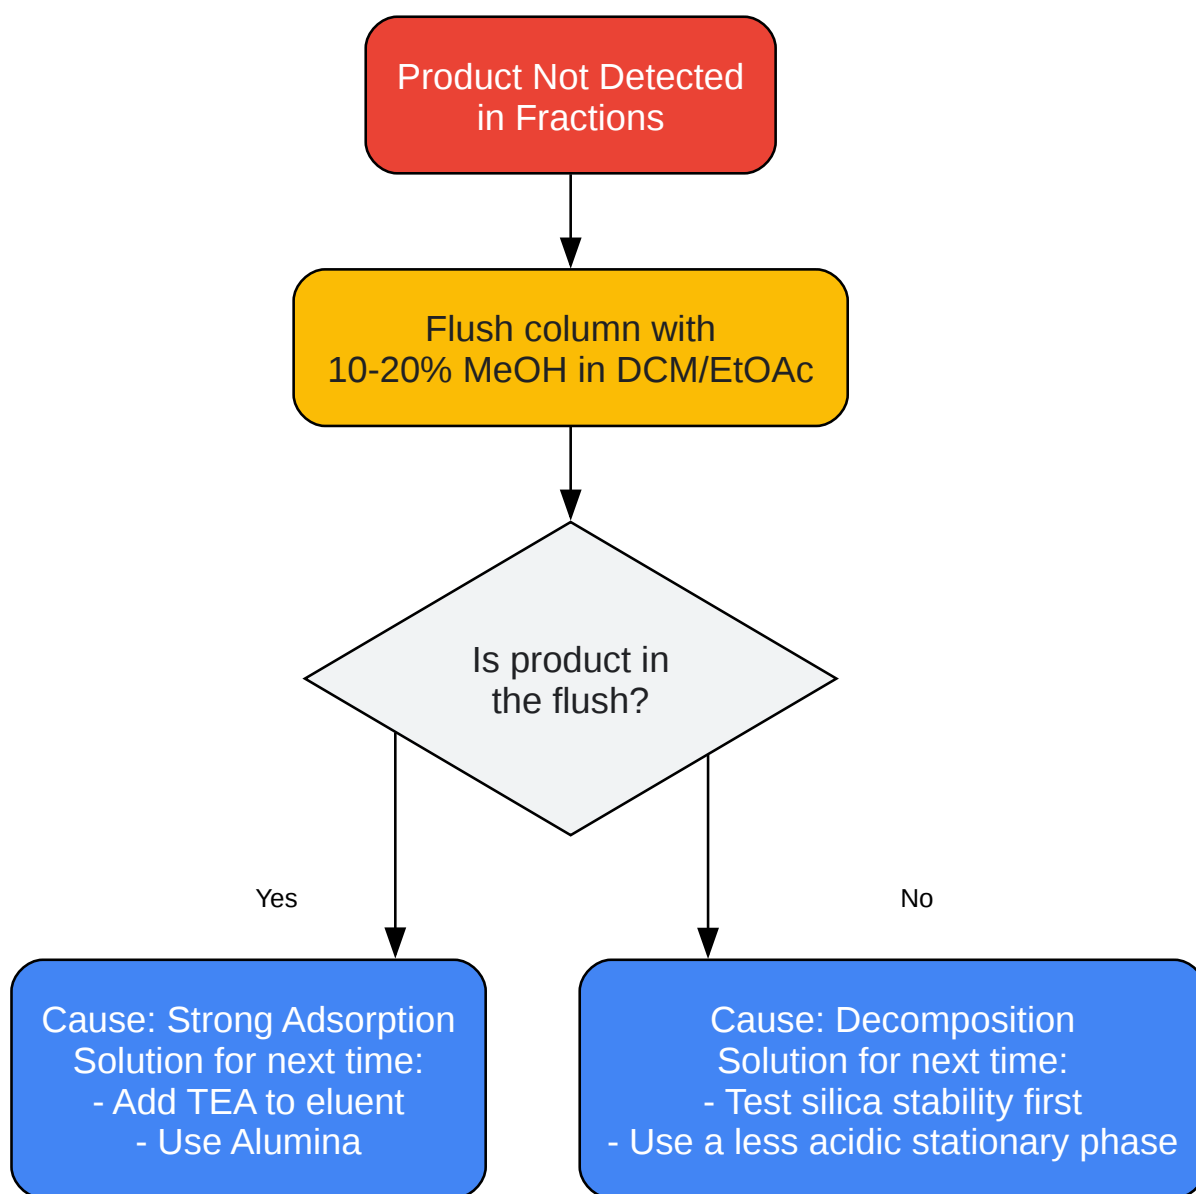 Product Not Detected
in Fractions
Flush column with
10-20% MeOH in DCM/EtOAc
Is product in
the flush?
Yes
No
Cause: Strong Adsorption
Solution for next time:
- Add TEA to eluent
- Use Alumina
Cause: Decomposition
Solution for next time:
- Test silica stability first
- Use a less acidic stationary phase